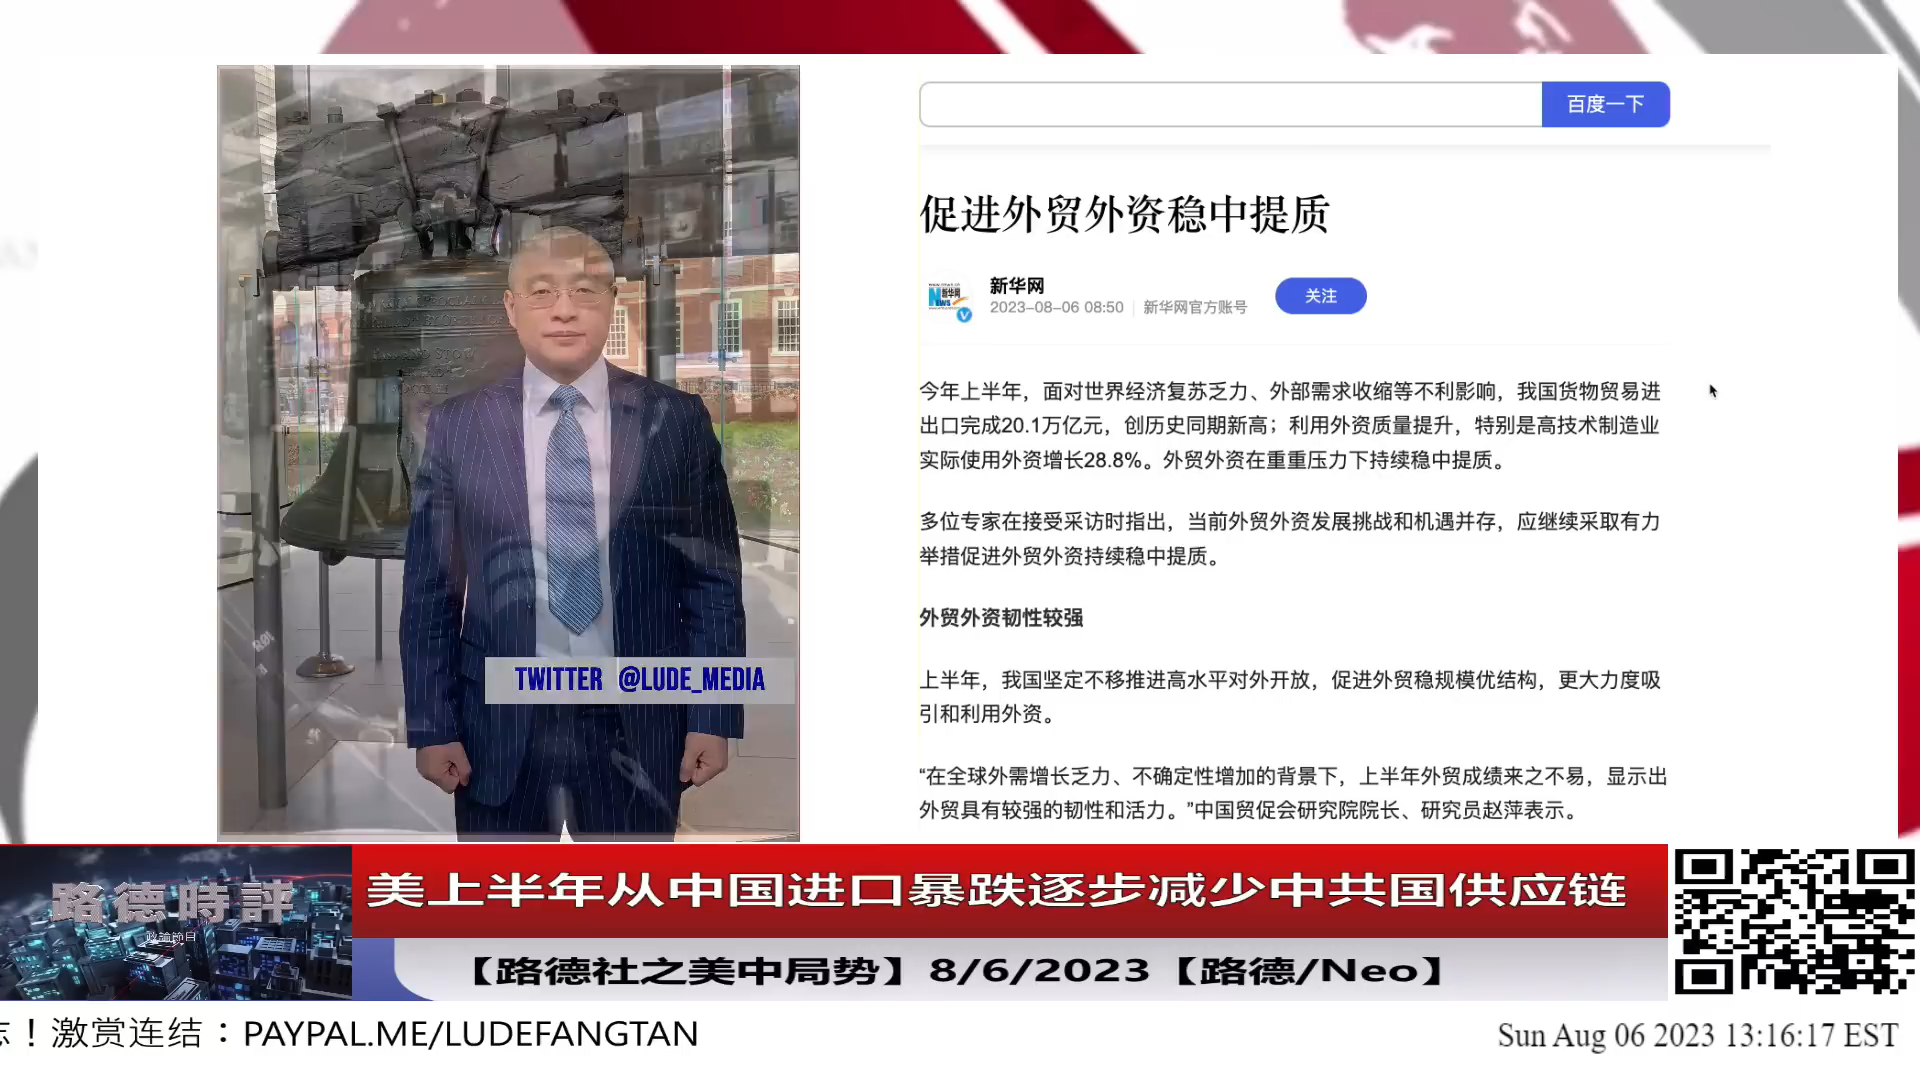 百度一下
促进外贸外资稳中提质
新华网
2023-08-06 08:50 新华网官方账号
关注
今年上半年，面对世界经济复苏乏力、外部需求收缩等不利影响，我国货物贸易进
出口完成20.1万亿元，创历史同期新高；利用外资质量提升，特别是高技术制造业
实际使用外资增长28.8%。外贸外资在重重压力下持续稳中提质。
多位专家在接受采访时指出，当前外贸外资发展挑战和机遇并存，应继续采取有力
举措促进外贸外资持续稳中提质。
外贸外资韧性较强
上半年，我国坚定不移推进高水平对外开放，促进外贸稳规模优结构，更大力度吸
引和利用外资。
“在全球外需增长乏力、不确定性增加的背景下，上半年外贸成绩来之不易，显示出
外贸具有较强的韧性和活力。”中国贸促会研究院院长、研究员赵萍表示。
TWITTER @LUDE_MEDIA
路德時評
政論節目
美上半年从中国进口暴跌逐步减少中共国供应链
【路德社之美中局势】8/6/2023【路德/Neo】
！激赏连结：PAYPAL.ME/LUDEFANGTAN
Sun Aug 06 2023 13:16:17 EST